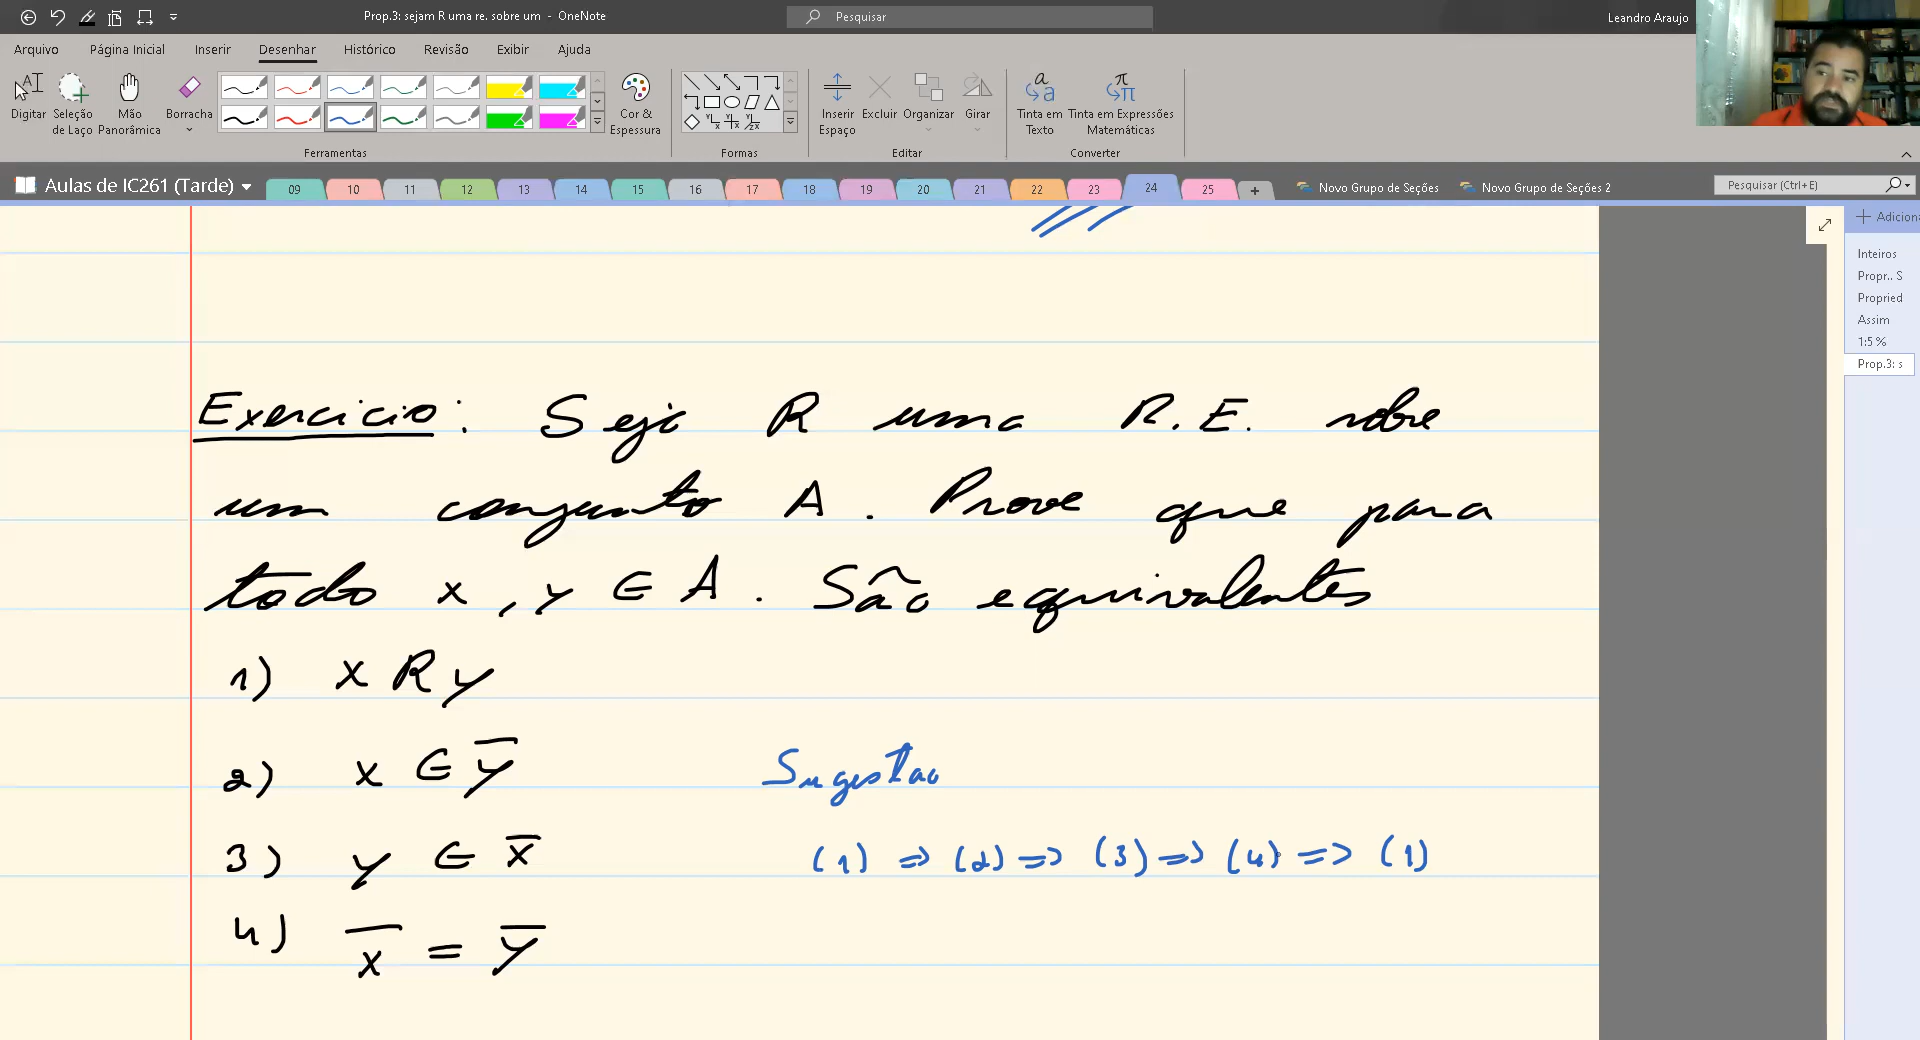 Prop.3: sejam R uma re. sobre um - OneNote
Pesquisar
Leandro Araujo
Arquivo Página Inicial Inserir Desenhar Histórico Revisão Exibir Ajuda
Digitar
Seleção de Laço
Mão Panorâmica
Borracha
Cor & Espessura
Inserir Espaço
Excluir
Organizar
Girar
Tinta em Texto
Tinta em Expressões Matemáticas
Ferramentas Formas Editar Converter
Aulas de IC261 (Tarde) 09 10 11 12 13 14 15 16 17 18 19 20 21 22 23 24 25 + Novo Grupo de Seções Novo Grupo de Seções 2 Pesquisar (Ctrl+E)
Adiciona
Inteiros
Propr.. S
Propried
Assim
1:5 %
Prop.3: s
Exercicio: Seja R uma R.E. sobre
um conjunto A. Prove que para
todo x, y ∈ A. São equivalentes
1) x R y
2) x ∈ y̅
Sugestao
3) y ∈ x̅
(1) => (2) => (3) => (4) => (1)
4) x̅ = y̅